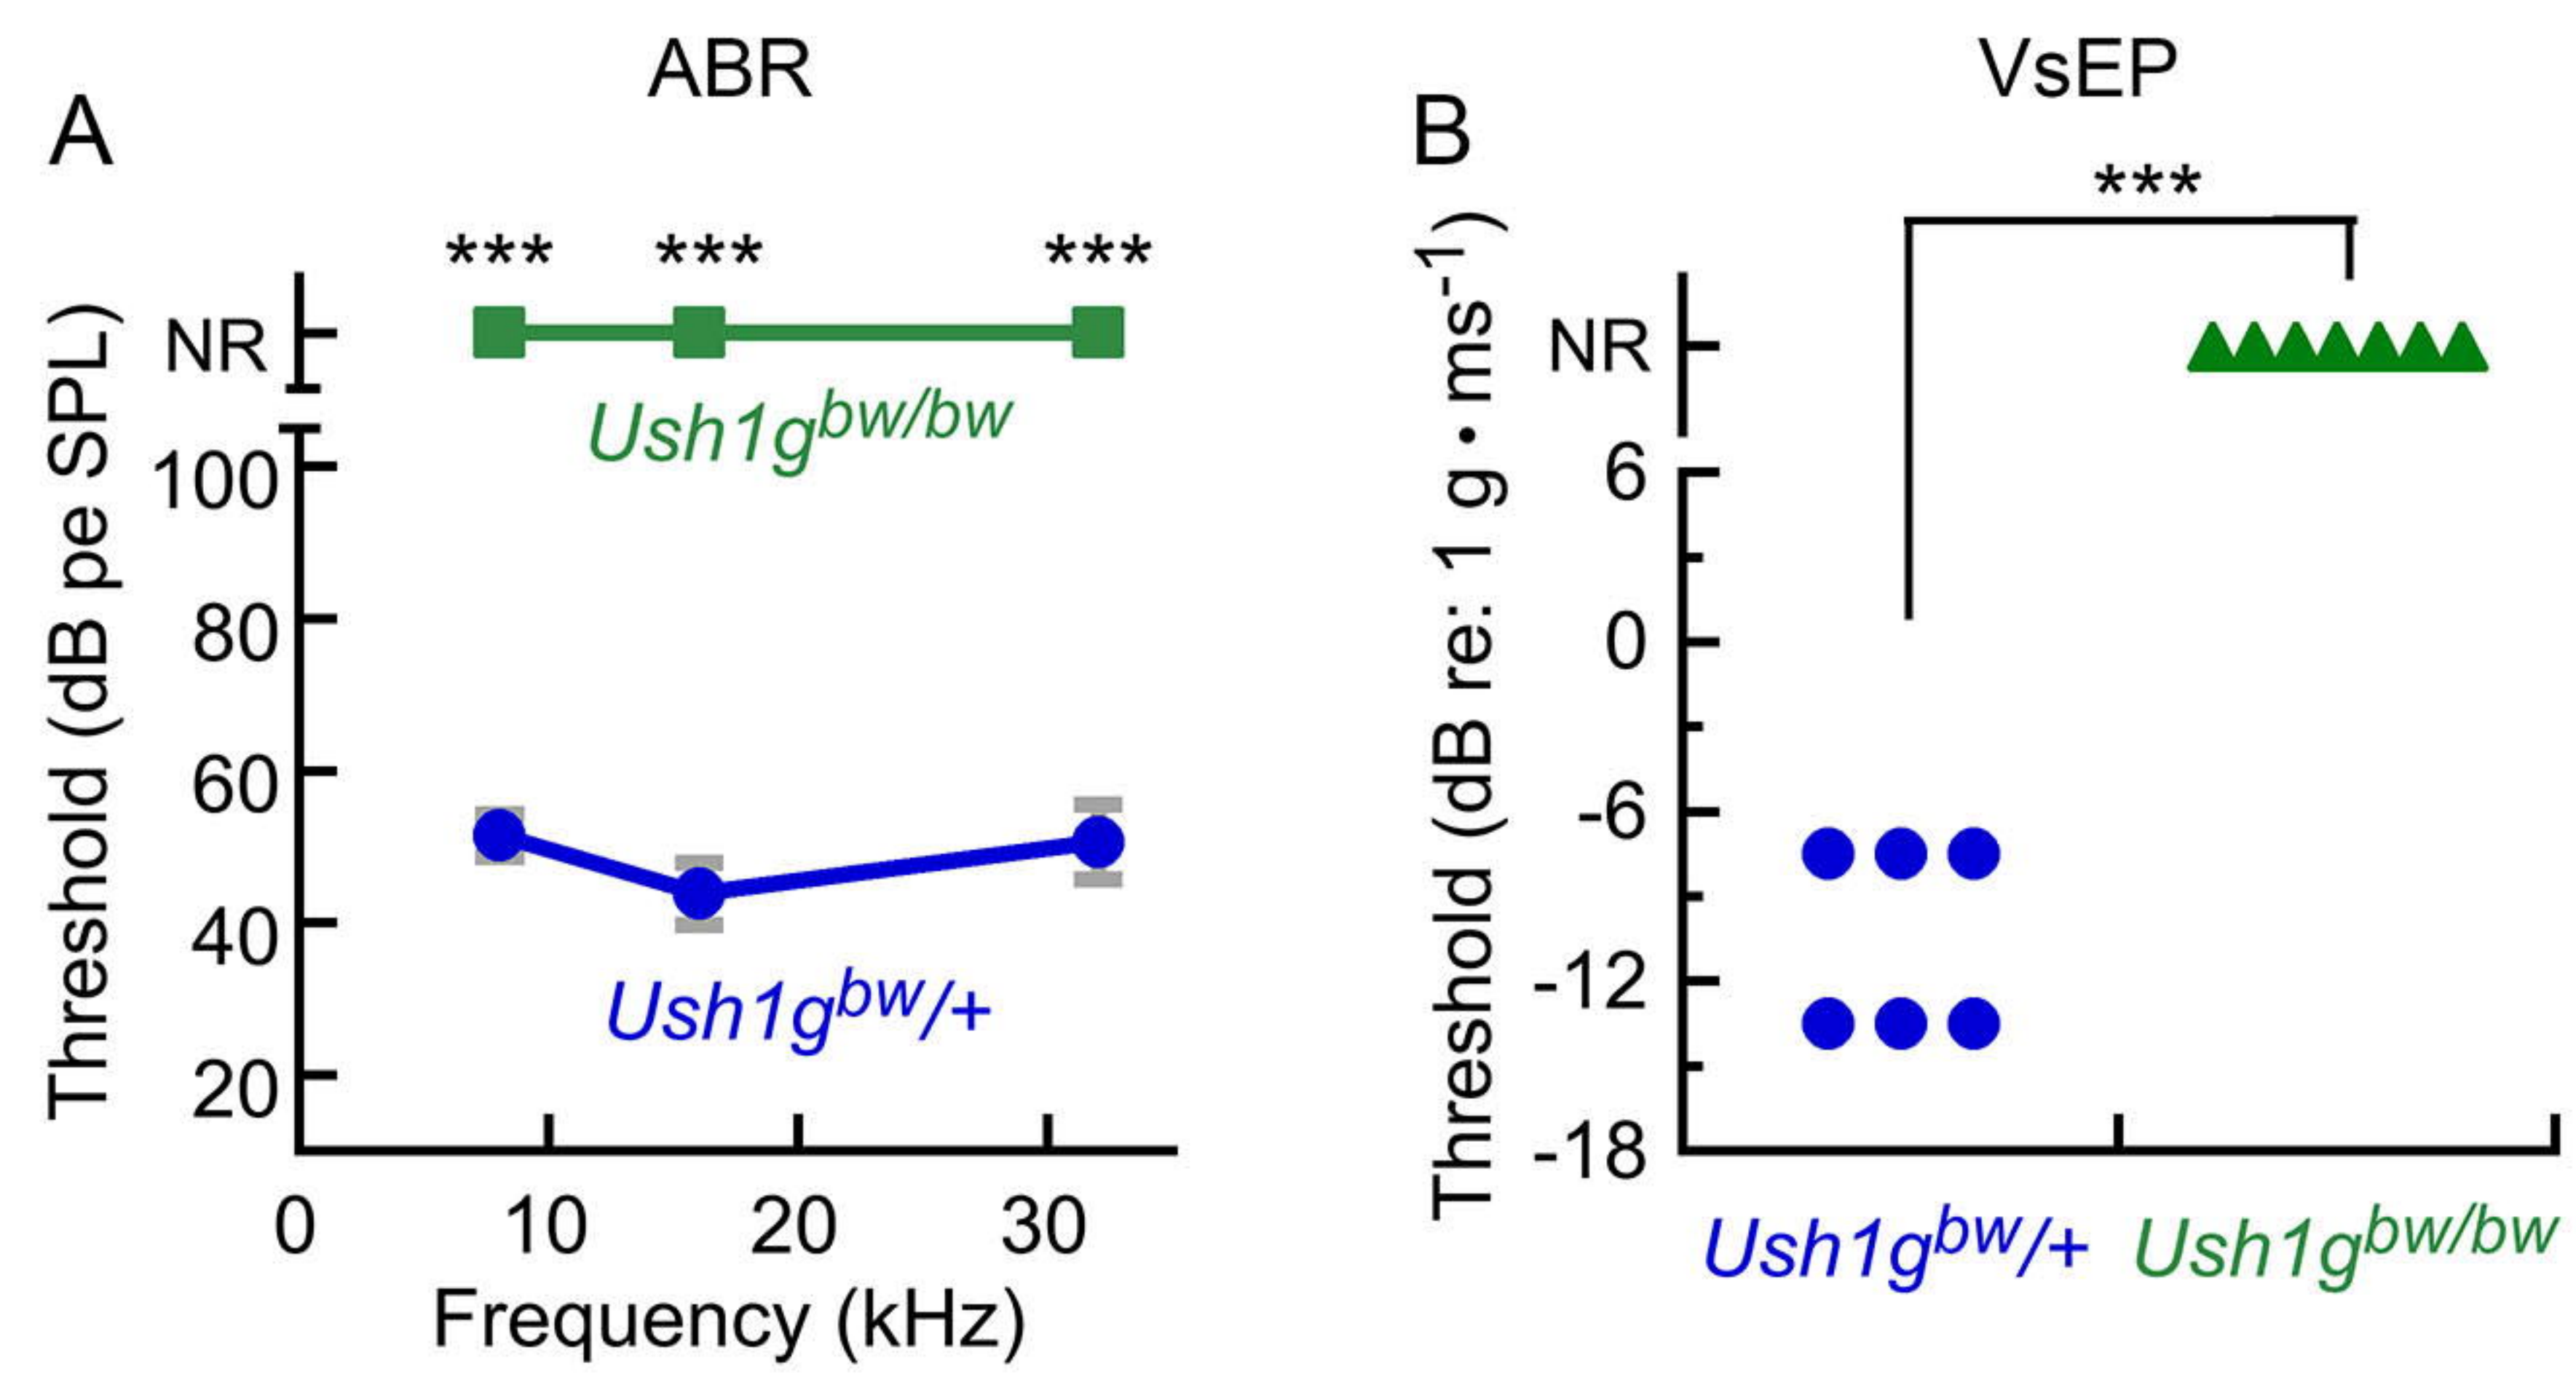 A
ABR
Threshold (dB pe SPL)
NR
100
80
60
40
20
*** *** ***
Ush1g^bw/bw
Ush1g^bw/+
0 10 20 30
Frequency (kHz)
B
VsEP
Threshold (dB re: 1 g·ms⁻¹)
***
NR
6
0
-6
-12
-18
Ush1g^bw/+ Ush1g^bw/bw